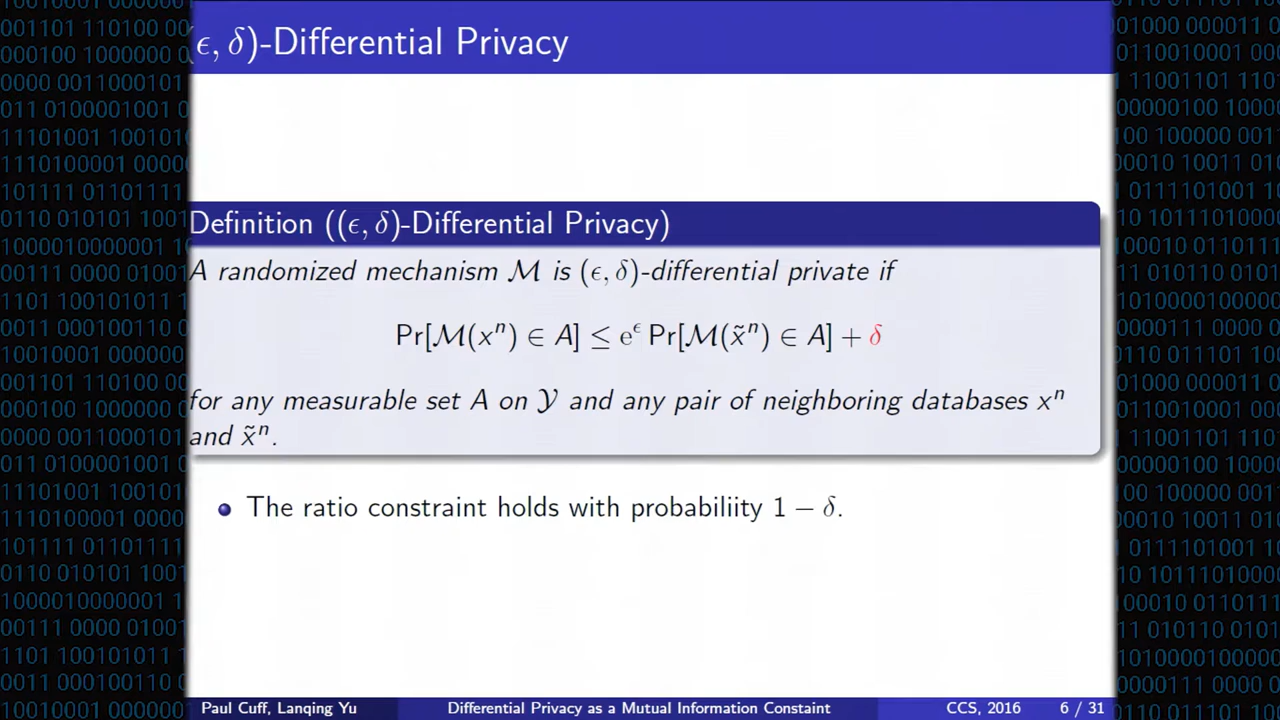 (ϵ, δ)-Differential Privacy
Definition ((ϵ, δ)-Differential Privacy)
A randomized mechanism ℳ is (ϵ, δ)-differential private if
Pr[ℳ(xⁿ) ∈ A] ≤ e^ϵ Pr[ℳ(x̃ⁿ) ∈ A] + δ
for any measurable set A on 𝒴 and any pair of neighboring databases xⁿ
and x̃ⁿ.
The ratio constraint holds with probabiliity 1 − δ.
Paul Cuff, Lanqing Yu Differential Privacy as a Mutual Information Constaint CCS, 2016 6 / 31